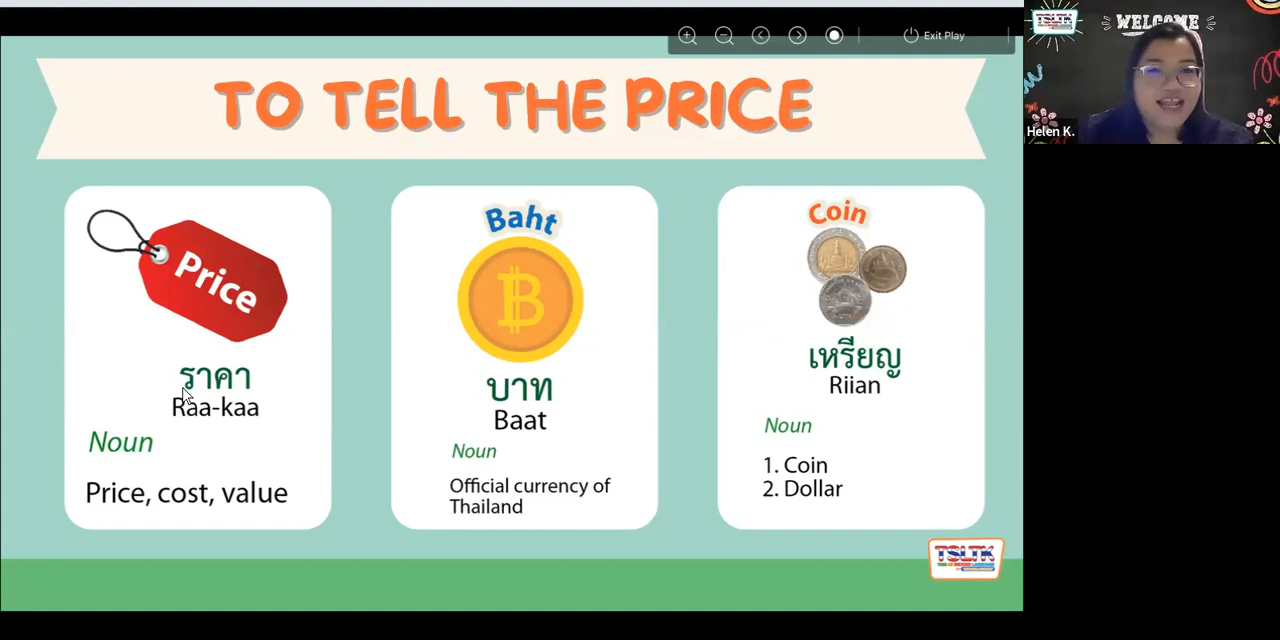 Exit Play
TSLTK
WELCOME
Helen K.
TO TELL THE PRICE
Price
ราคา
Raa-kaa
Noun
Price, cost, value
Baht
บาท
Baat
Noun
Official currency of
Thailand
Coin
เหรียญ
Riian
Noun
1. Coin
2. Dollar
TSLTK